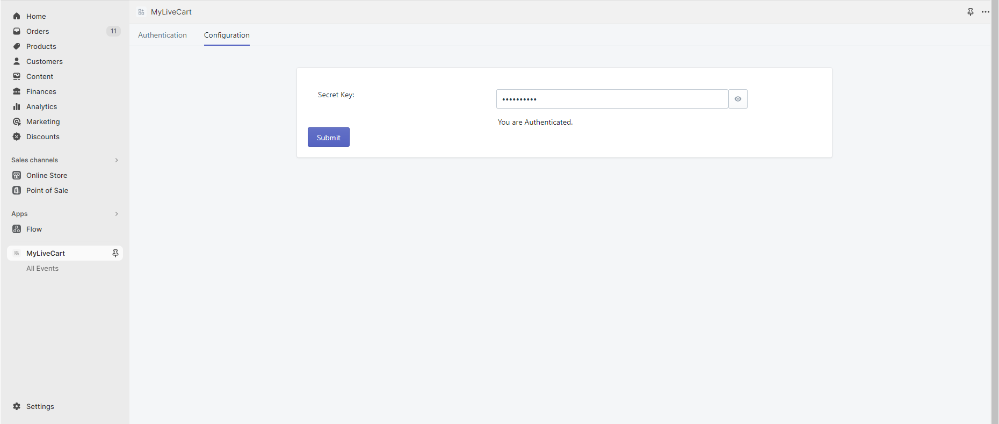 Home
Orders 11
Products
Customers
Content
Finances
Analytics
Marketing
Discounts
Sales channels
Online Store
Point of Sale
Apps
Flow
MyLiveCart
All Events
Settings
MyLiveCart
Authentication Configuration
Secret Key: ••••••••••
You are Authenticated.
Submit